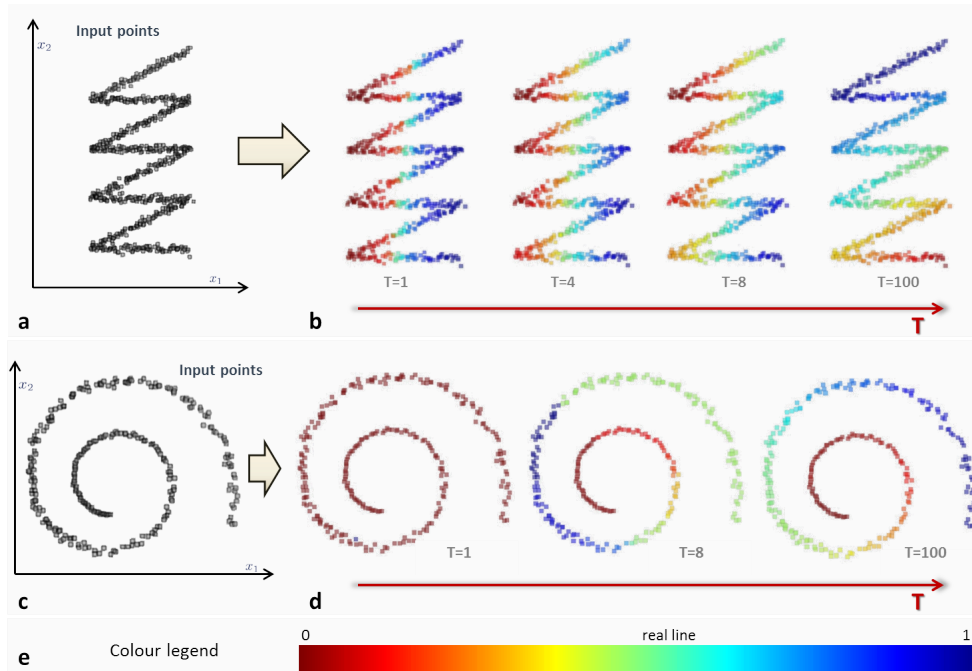 Input points
x₂
x₁
a
b
T=1
T=4
T=8
T=100
T
Input points
x₂
x₁
c
d
T=1
T=8
T=100
T
e
Colour legend
0
real line
1